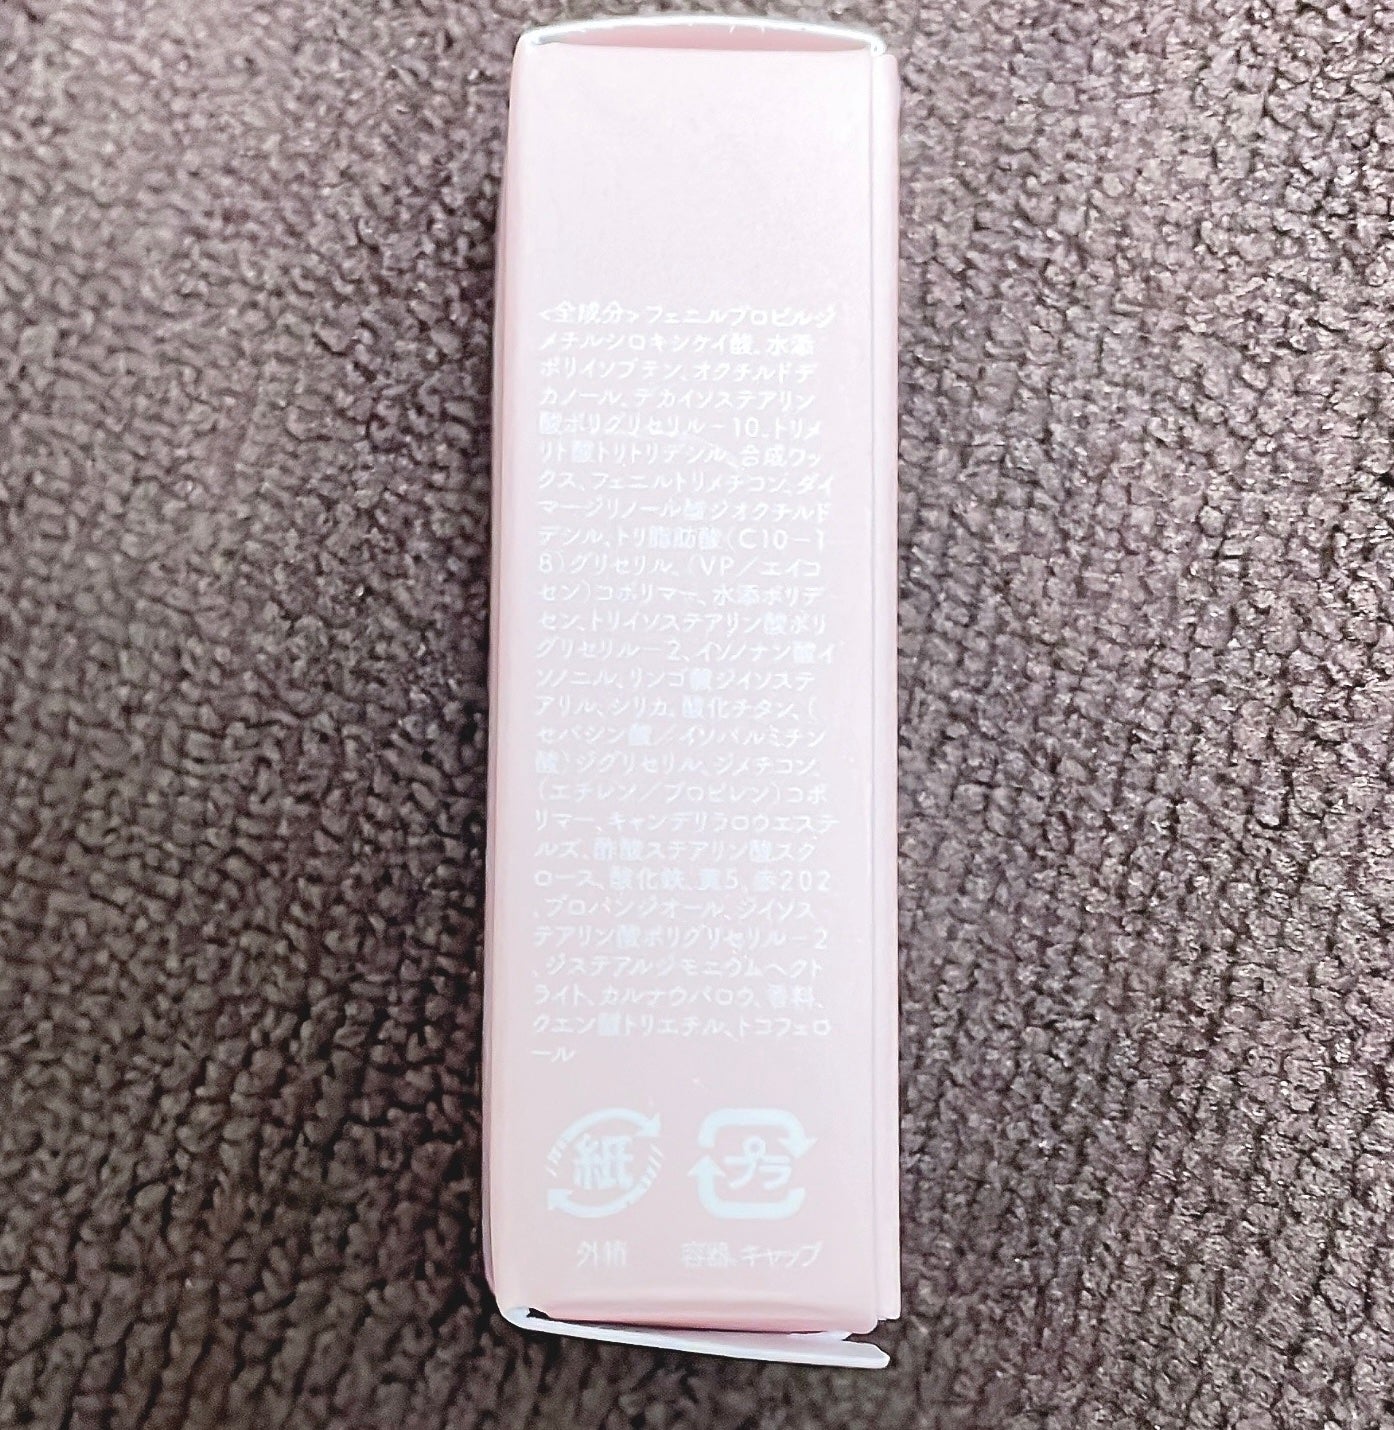 <全成分>フェニルプロピルジ
メチルシロキシケイ酸、水添
ポリイソブテン、オクチルドデ
カノール、デカイソステアリン
酸ポリグリセリル－10、トリメ
リト酸トリトリデシル、合成ワッ
クス、フェニルトリメチコン、ダイ
マージリノール酸ジオクチルド
デシル、トリ脂肪酸(C10－1
8)グリセリル、(VP／エイコ
セン)コポリマー、水添ポリデ
セン、トリイソステアリン酸ポリ
グリセリル－2、イソノナン酸イ
ソノニル、リンゴ酸ジイソステ
アリル、シリカ、酸化チタン、(
セバシン酸／イソパルミチン
酸)ジグリセリル、ジメチコン、
(エチレン／プロピレン)コポ
リマー、キャンデリラロウエステ
ルズ、酢酸ステアリン酸スク
ロース、酸化鉄、黄5、赤202
、プロパンジオール、ジイソス
テアリン酸ポリグリセリル－2
、ジステアルジモニウムヘクト
ライト、カルナウバロウ、香料、
クエン酸トリエチル、トコフェロ
ール
紙 プラ
外箱 容器、キャップ